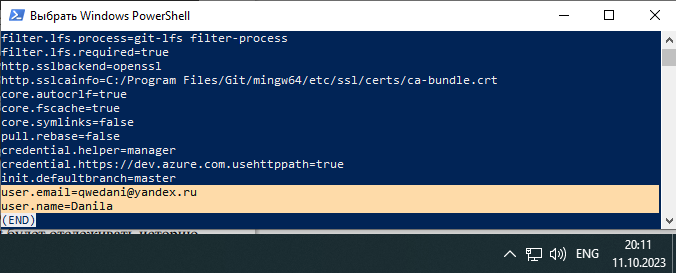 Выбрать Windows PowerShell
filter.lfs.process=git-lfs filter-process
filter.lfs.required=true
http.sslbackend=openssl
http.sslcainfo=C:/Program Files/Git/mingw64/etc/ssl/certs/ca-bundle.crt
core.autocrlf=true
core.fscache=true
core.symlinks=false
pull.rebase=false
credential.helper=manager
credential.https://dev.azure.com.usehttppath=true
init.defaultbranch=master
user.email=qwedani@yandex.ru
user.name=Danila
(END)
ENG
20:11
11.10.2023